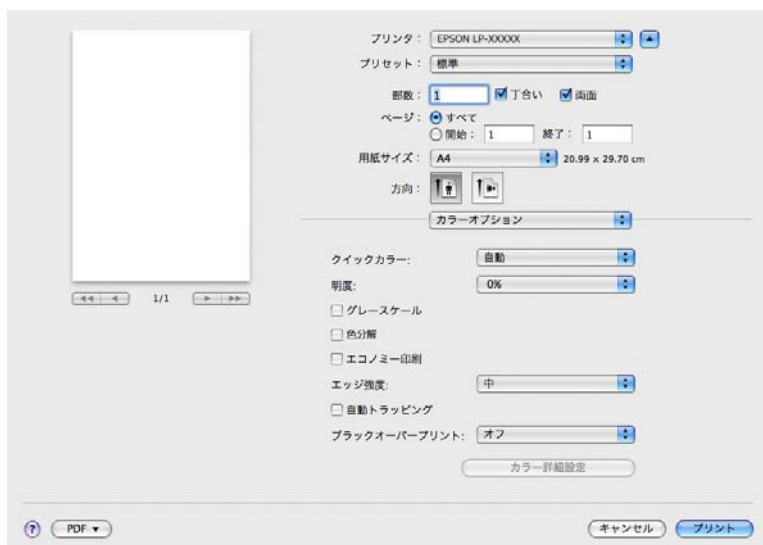 プリンタ： EPSON LP-XXXXX
プリセット： 標準
部数： 1 丁合い 両面
ページ： すべて
開始： 1 終了： 1
用紙サイズ： A4 20.99 x 29.70 cm
方向：
カラーオプション
クイックカラー: 自動
明度: 0%
1/1
グレースケール
色分解
エコノミー印刷
エッジ強度: 中
自動トラッピング
ブラックオーバープリント: オフ
カラー詳細設定
? PDF ▼ キャンセル プリント